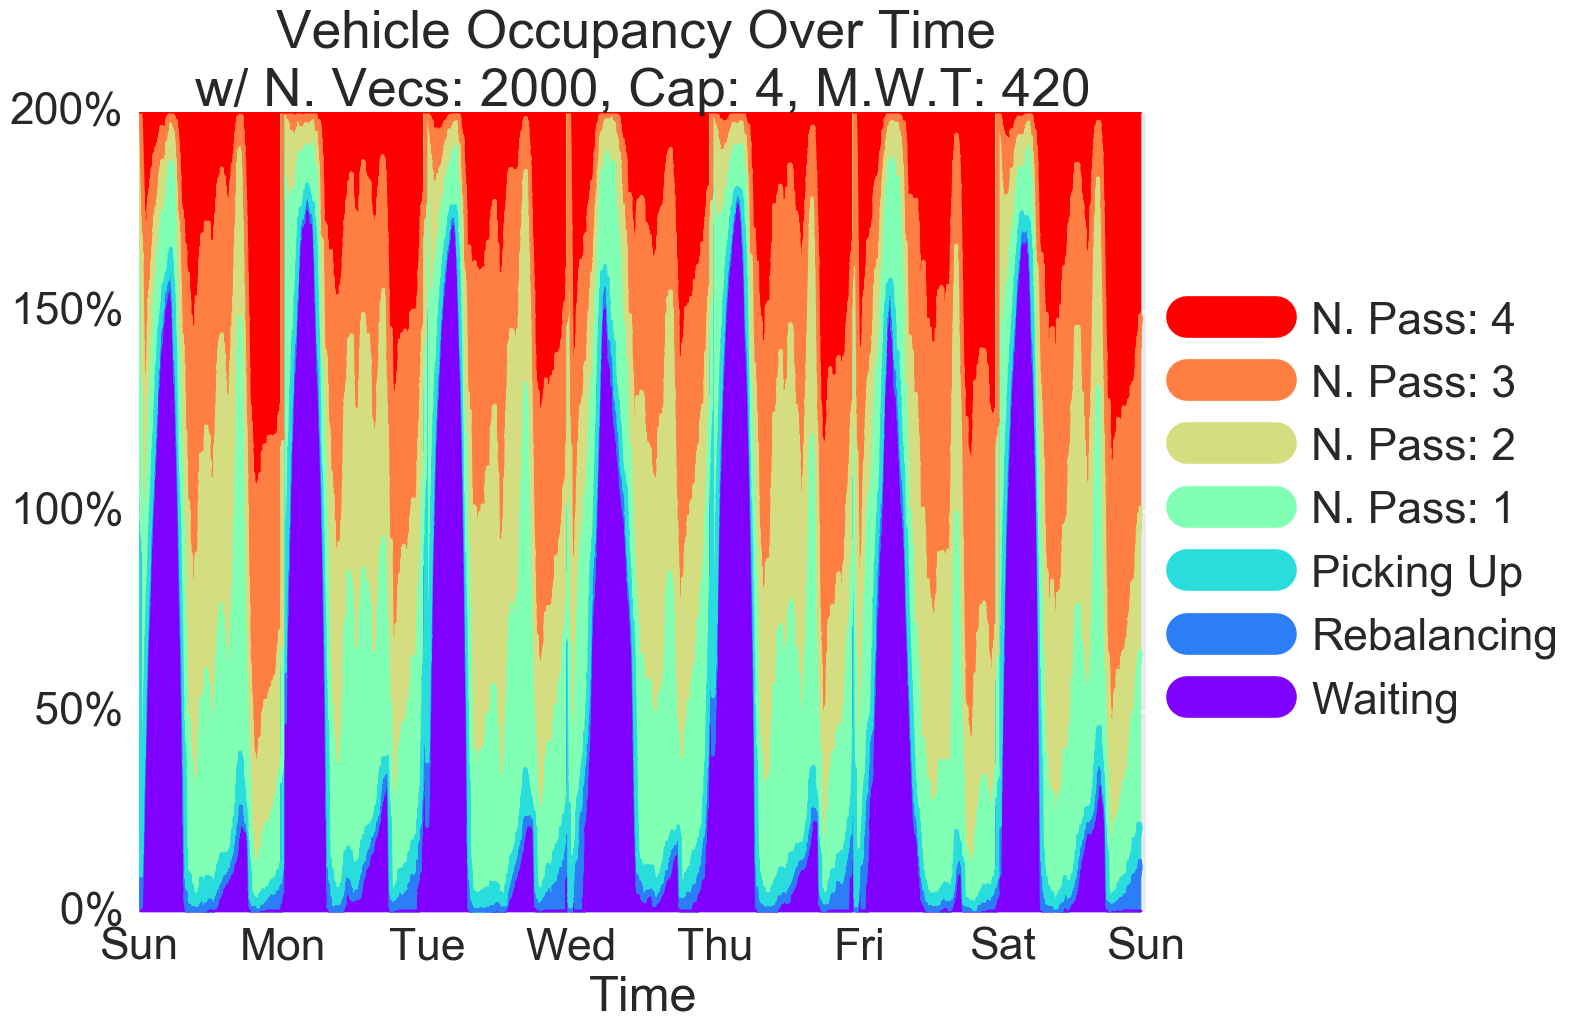 Vehicle Occupancy Over Time
w/ N. Vecs: 2000, Cap: 4, M.W.T: 420
200%
150%
100%
50%
0%
Sun Mon Tue Wed Thu Fri Sat Sun
Time
N. Pass: 4
N. Pass: 3
N. Pass: 2
N. Pass: 1
Picking Up
Rebalancing
Waiting